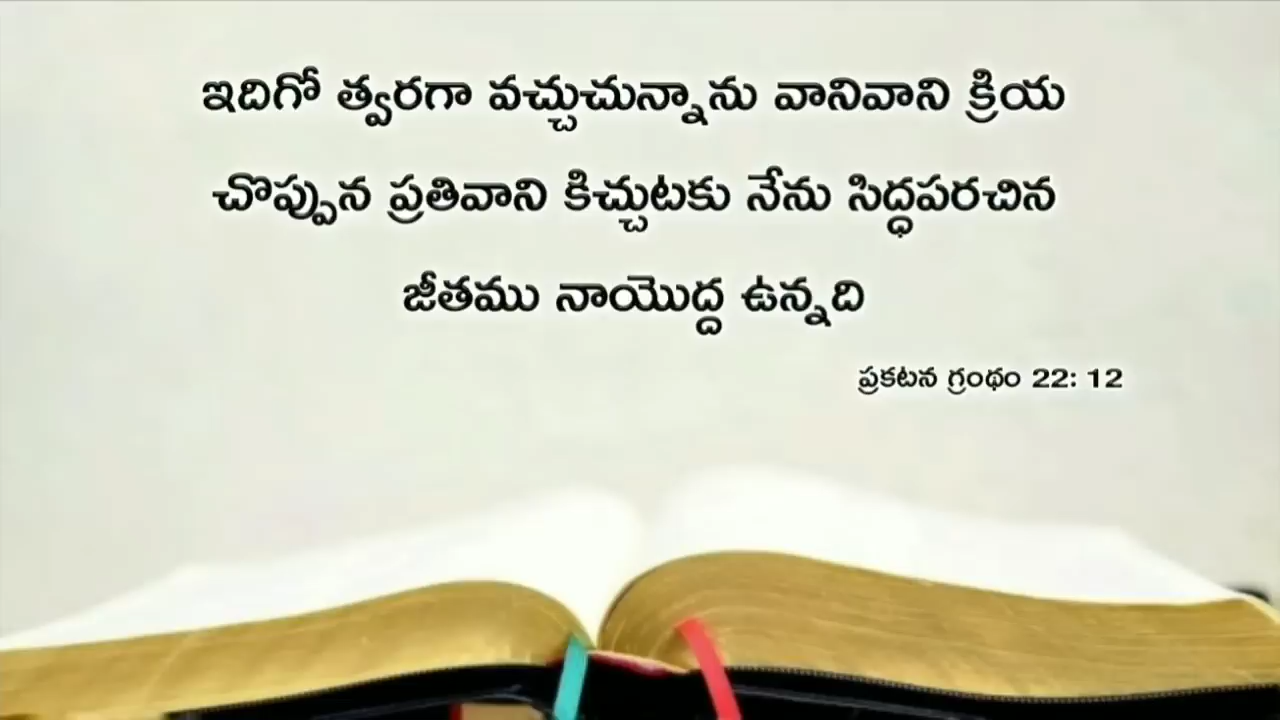 ఇదిగో త్వరగా వచ్చుచున్నాను వానివాని క్రియ
చొప్పున ప్రతివాని కిచ్చుటకు నేను సిద్ధపరచిన
జీతము నాయొద్ద ఉన్నది
ప్రకటన గ్రంథం 22: 12